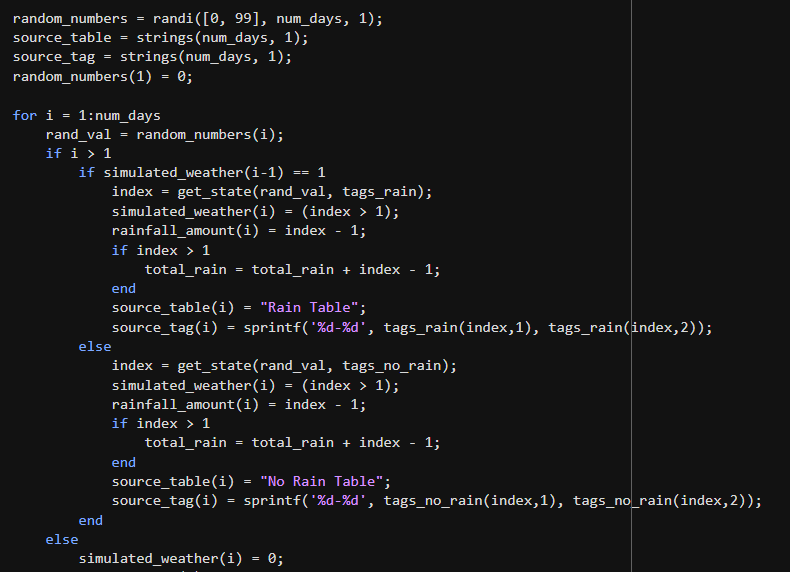 random_numbers = randi([0, 99], num_days, 1);
source_table = strings(num_days, 1);
source_tag = strings(num_days, 1);
random_numbers(1) = 0;

for i = 1:num_days
    rand_val = random_numbers(i);
    if i > 1
        if simulated_weather(i-1) == 1
            index = get_state(rand_val, tags_rain);
            simulated_weather(i) = (index > 1);
            rainfall_amount(i) = index - 1;
            if index > 1
                total_rain = total_rain + index - 1;
            end
            source_table(i) = "Rain Table";
            source_tag(i) = sprintf('%d-%d', tags_rain(index,1), tags_rain(index,2));
        else
            index = get_state(rand_val, tags_no_rain);
            simulated_weather(i) = (index > 1);
            rainfall_amount(i) = index - 1;
            if index > 1
                total_rain = total_rain + index - 1;
            end
            source_table(i) = "No Rain Table";
            source_tag(i) = sprintf('%d-%d', tags_no_rain(index,1), tags_no_rain(index,2));
        end
    else
        simulated_weather(i) = 0;